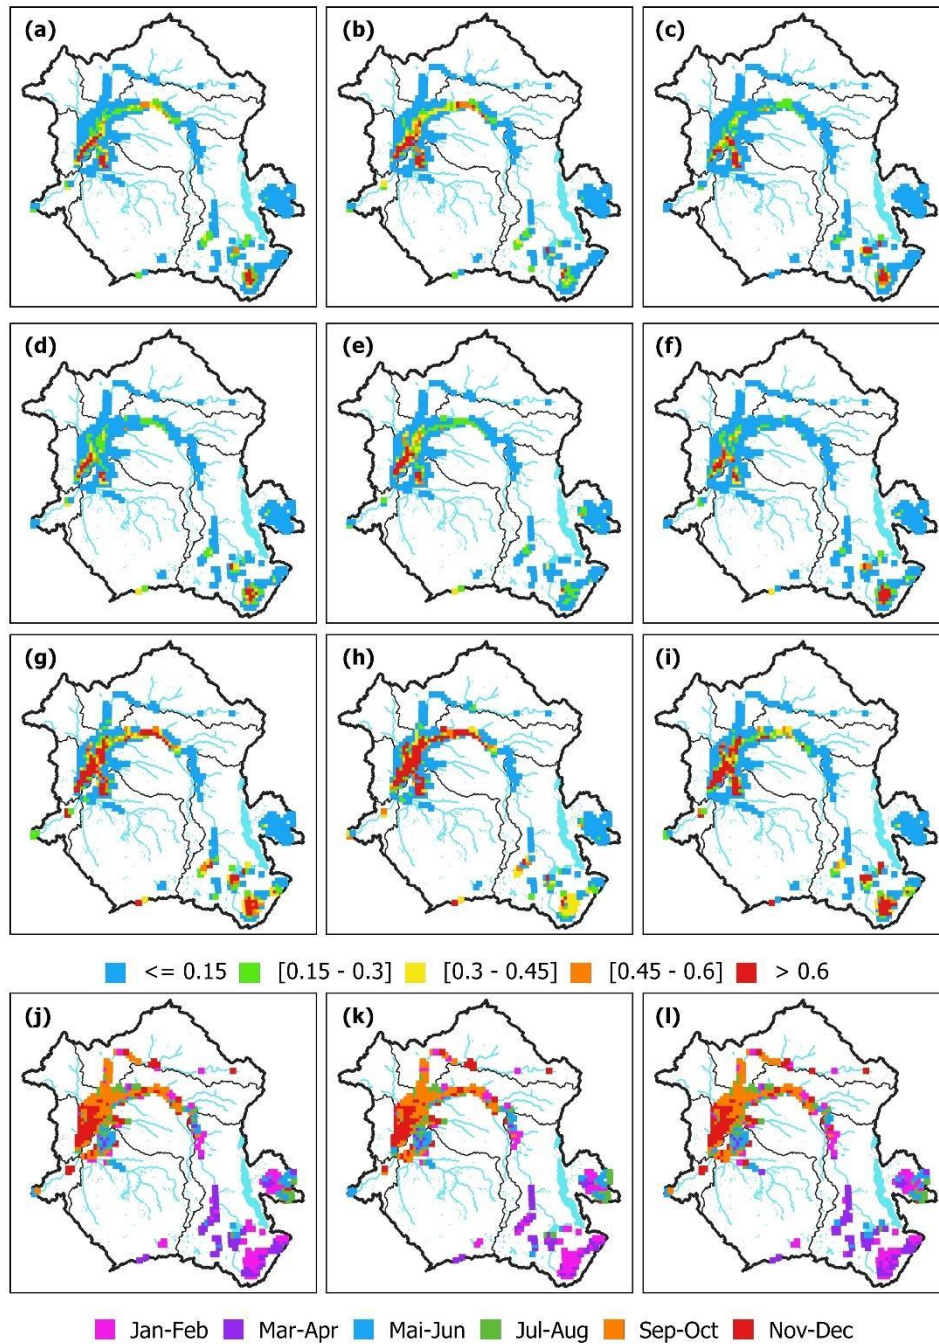 (a) (b) (c)
(d) (e) (f)
(g) (h) (i)
<= 0.15 [0.15 - 0.3] [0.3 - 0.45] [0.45 - 0.6] > 0.6
(j) (k) (l)
Jan-Feb Mar-Apr Mai-Jun Jul-Aug Sep-Oct Nov-Dec